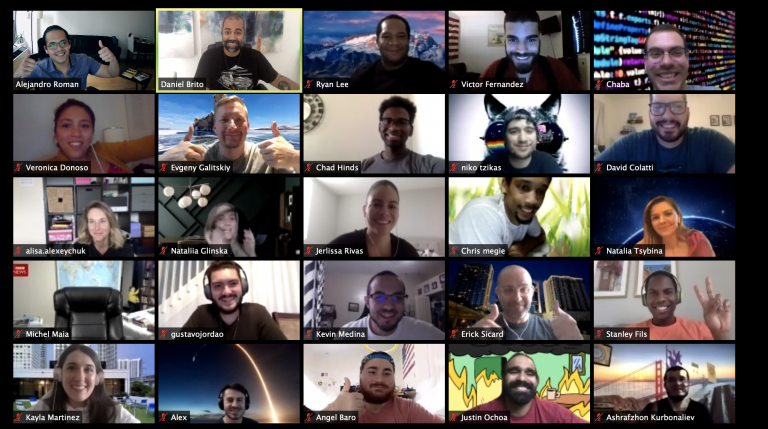 Alejandro Roman
Daniel Brito
Ryan Lee
Victor Fernandez
Chaba
Veronica Donoso
Evgeny Galitskiy
Chad Hinds
niko tzikas
David Colatti
alisa.alexeychuk
Nataliia Glinska
Jerlissa Rivas
Chris megie
Natalia Tsybina
NEWS
Michel Maia
gustavojordao
Kevin Medina
Erick Sicard
Stanley Fils
Kayla Martinez
Alex
Angel Baro
Justin Ochoa
Ashrafzhon Kurbonaliev